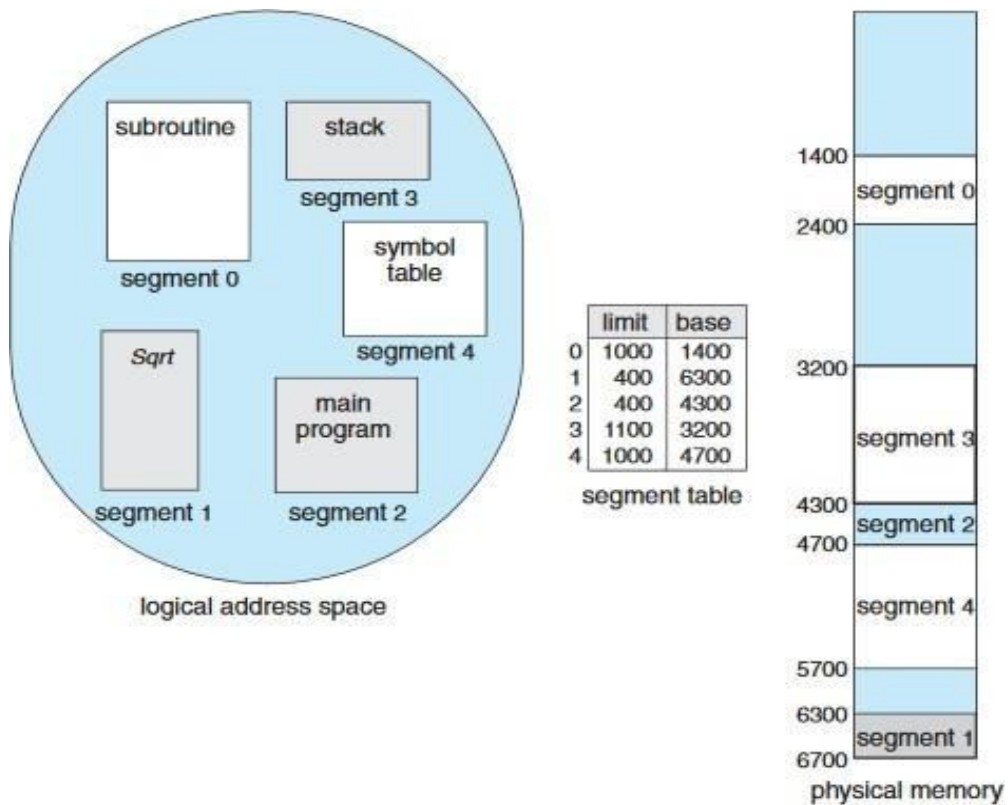 subroutine
segment 0
stack
segment 3
symbol
table
segment 4
Sqrt
segment 1
main
program
segment 2
logical address space
limit base
0 1000 1400
1 400 6300
2 400 4300
3 1100 3200
4 1000 4700
segment table
1400
segment 0
2400
3200
segment 3
4300
segment 2
4700
segment 4
5700
6300
segment 1
6700
physical memory